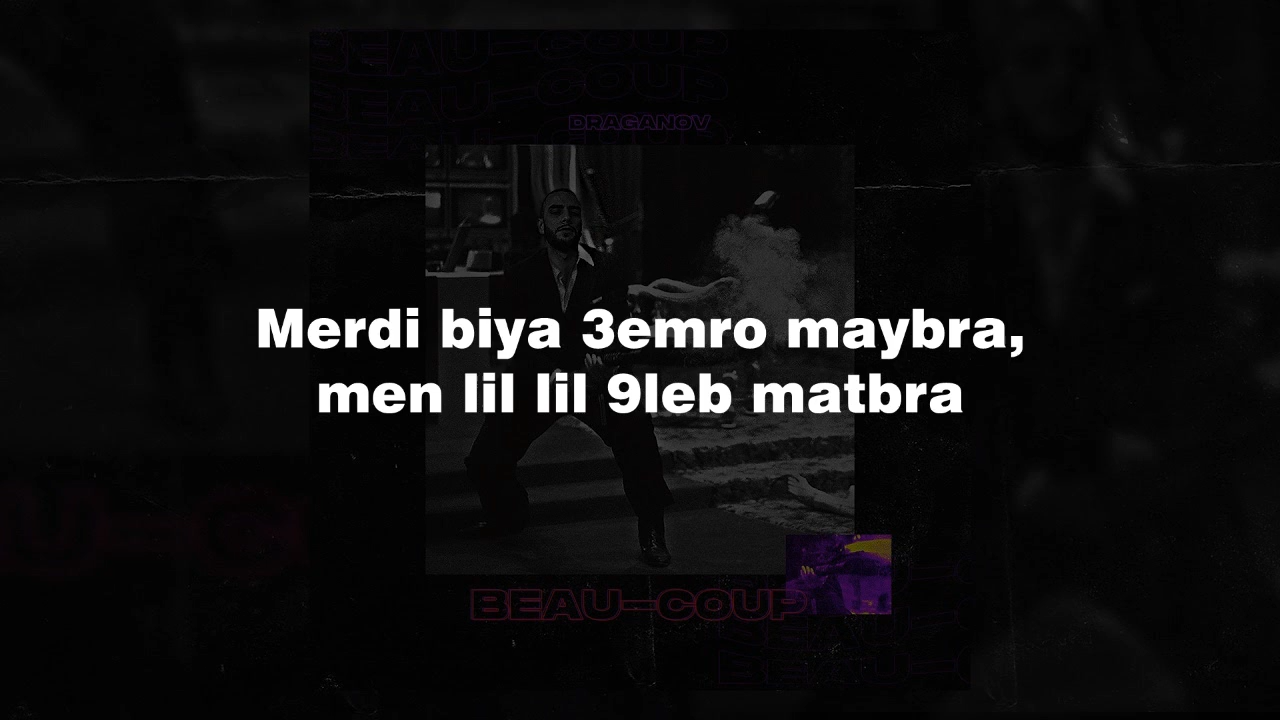 BEAU-COUP
BEAU-COUP
DRAGANOV
Merdi biya 3emro maybra,
men lil lil 9leb matbra
BEAU-COUP